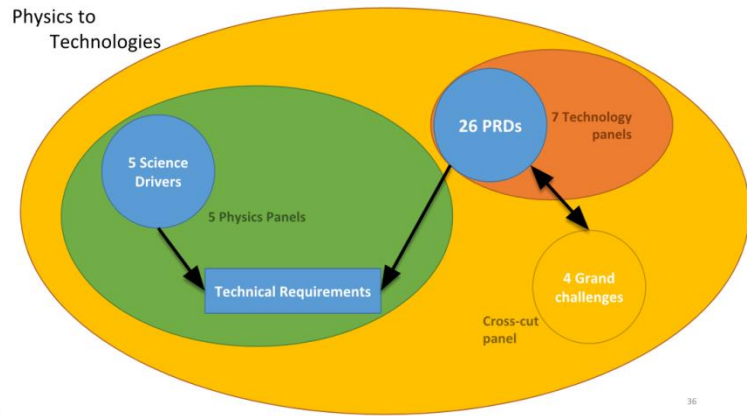 Physics to
Technologies
26 PRDs
7 Technology
panels
5 Science
Drivers
5 Physics Panels
Technical Requirements
4 Grand
challenges
Cross-cut
panel
36